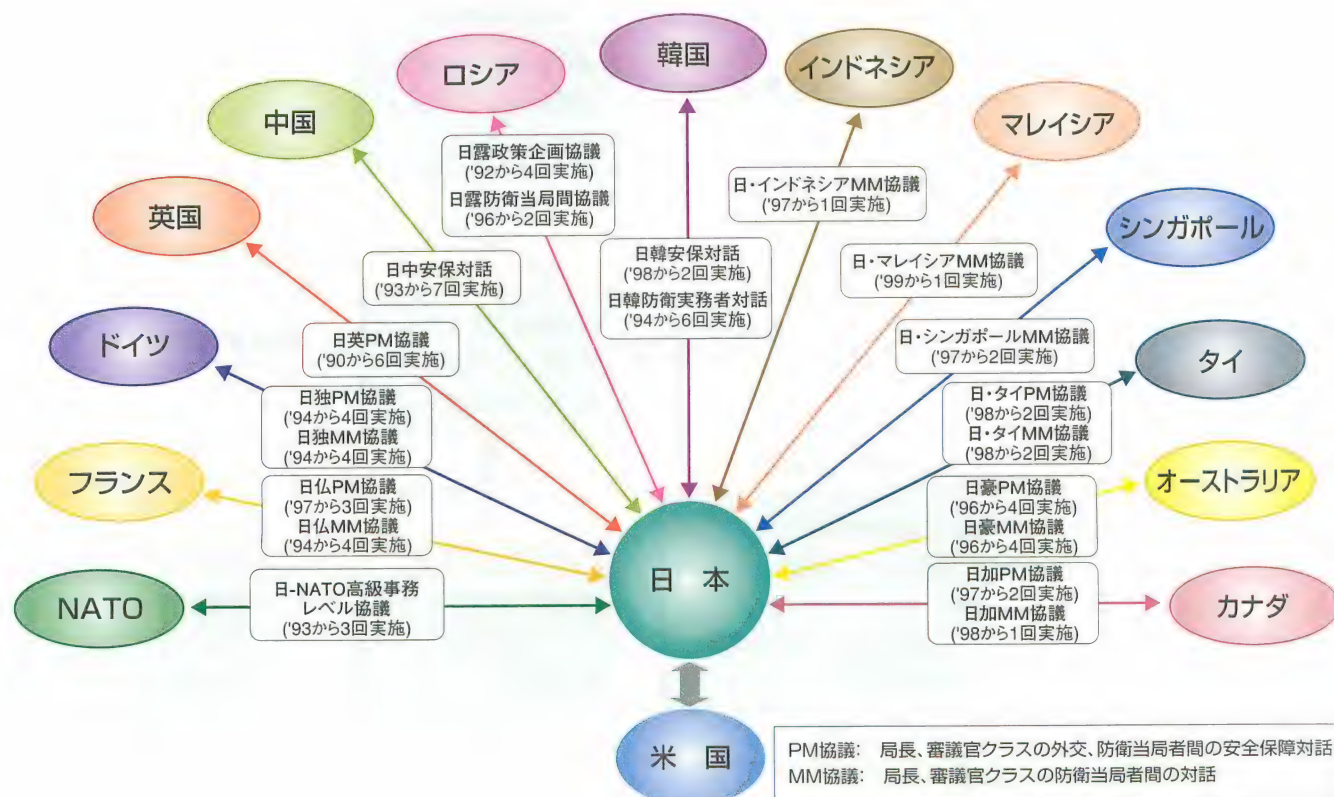 韓国
インドネシア
ロシア
マレイシア
中国
英国
シンガポール
ドイツ
タイ
フランス
オーストラリア
NATO
カナダ
日露政策企画協議
('92から4回実施)
日露防衛当局間協議
('96から2回実施)
日・インドネシアMM協議
('97から1回実施)
日中安保対話
('93から7回実施)
日韓安保対話
('98から2回実施)
日韓防衛実務者対話
('94から6回実施)
日・マレイシアMM協議
('99から1回実施)
日英PM協議
('90から6回実施)
日・シンガポールMM協議
('97から2回実施)
日独PM協議
('94から4回実施)
日独MM協議
('94から4回実施)
日・タイPM協議
('98から2回実施)
日・タイMM協議
('98から2回実施)
日仏PM協議
('97から3回実施)
日仏MM協議
('94から4回実施)
日豪PM協議
('96から4回実施)
日豪MM協議
('96から4回実施)
日-NATO高級事務
レベル協議
('93から3回実施)
日加PM協議
('97から2回実施)
日加MM協議
('98から1回実施)
日 本
米 国
PM協議: 局長、審議官クラスの外交、防衛当局者間の安全保障対話
MM協議: 局長、審議官クラスの防衛当局者間の対話